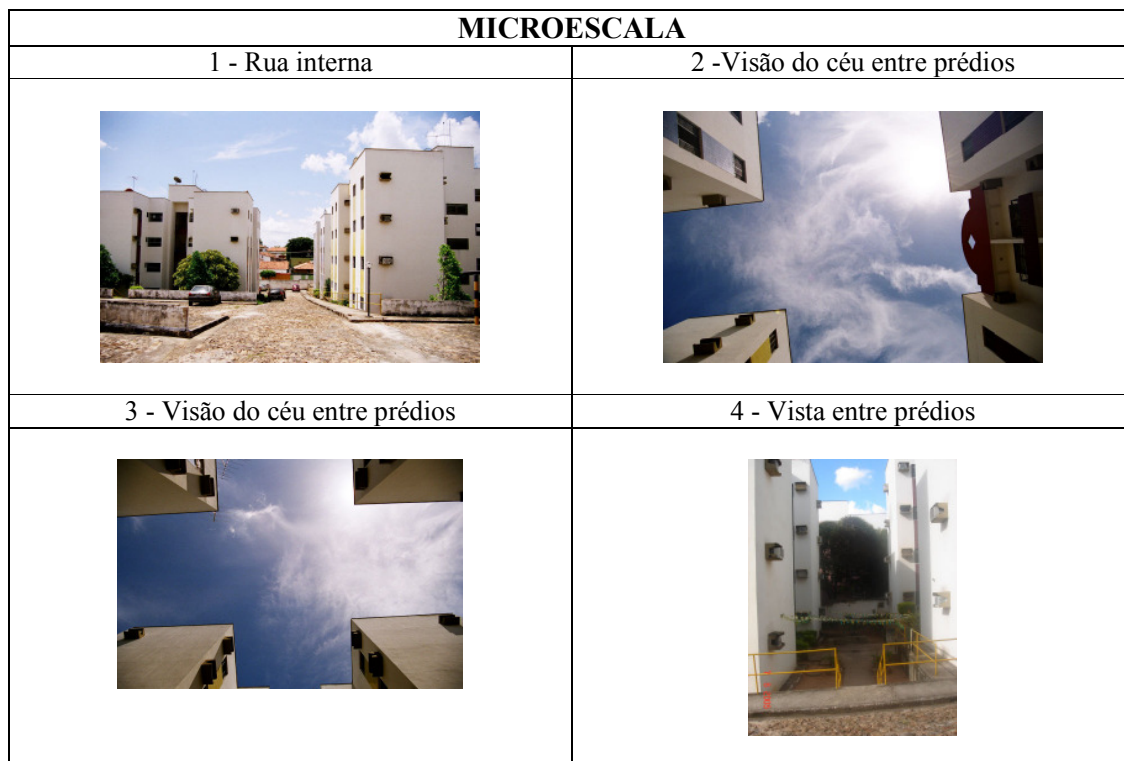 MICROESCALA
1 - Rua interna
2 -Visão do céu entre prédios
3 - Visão do céu entre prédios
4 - Vista entre prédios